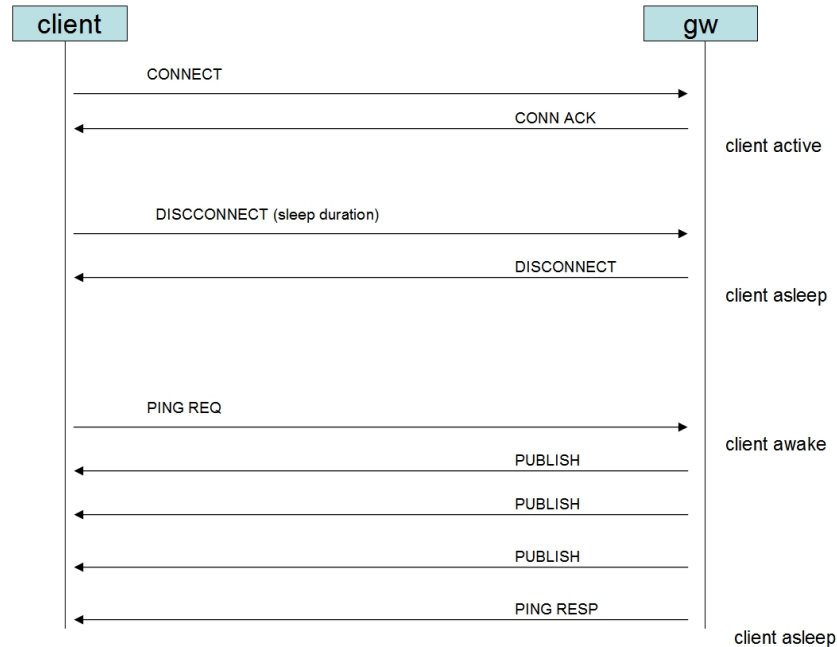 client
gw
CONNECT
CONN ACK
client active
DISCCONNECT (sleep duration)
DISCONNECT
client asleep
PING REQ
client awake
PUBLISH
PUBLISH
PUBLISH
PING RESP
client asleep